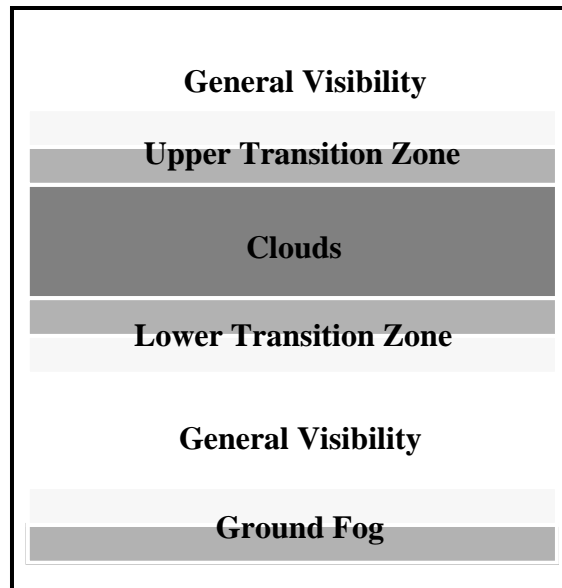 General Visibility
Upper Transition Zone
Clouds
Lower Transition Zone
General Visibility
Ground Fog